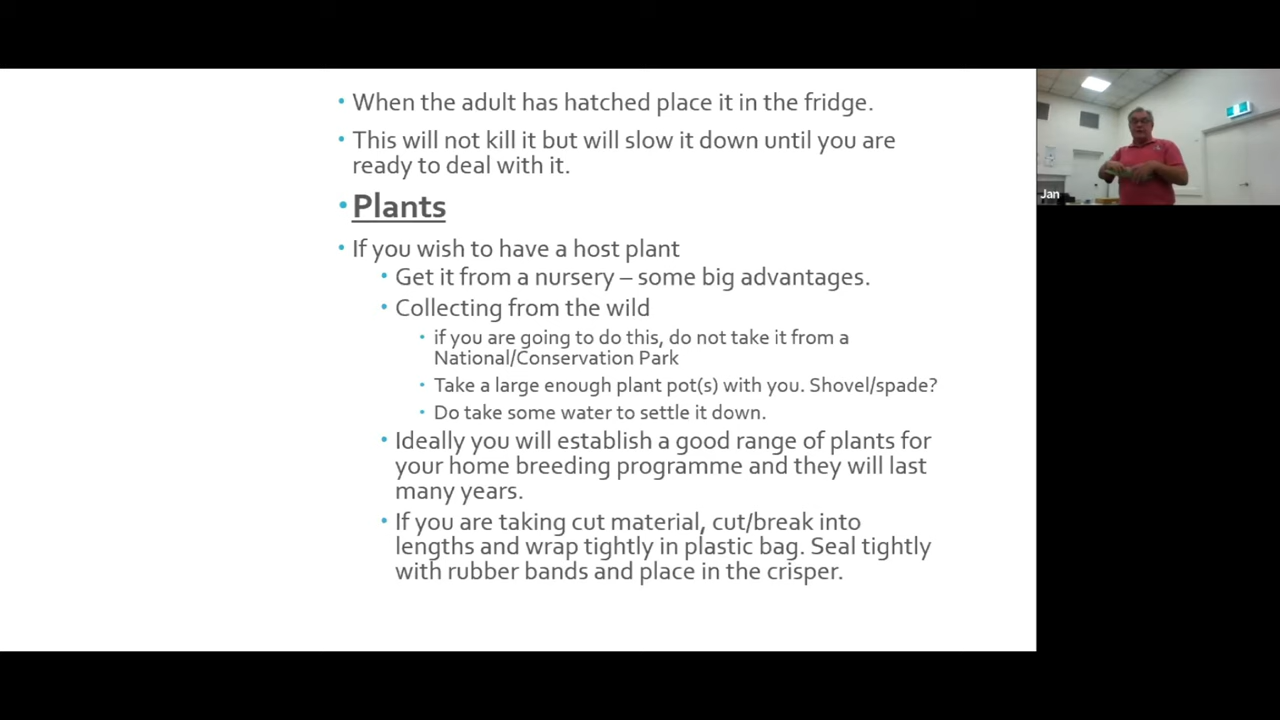 • When the adult has hatched place it in the fridge.
• This will not kill it but will slow it down until you are
ready to deal with it.
• Plants
• If you wish to have a host plant
• Get it from a nursery – some big advantages.
• Collecting from the wild
• if you are going to do this, do not take it from a
National/Conservation Park
• Take a large enough plant pot(s) with you. Shovel/spade?
• Do take some water to settle it down.
• Ideally you will establish a good range of plants for
your home breeding programme and they will last
many years.
• If you are taking cut material, cut/break into
lengths and wrap tightly in plastic bag. Seal tightly
with rubber bands and place in the crisper.
Jan